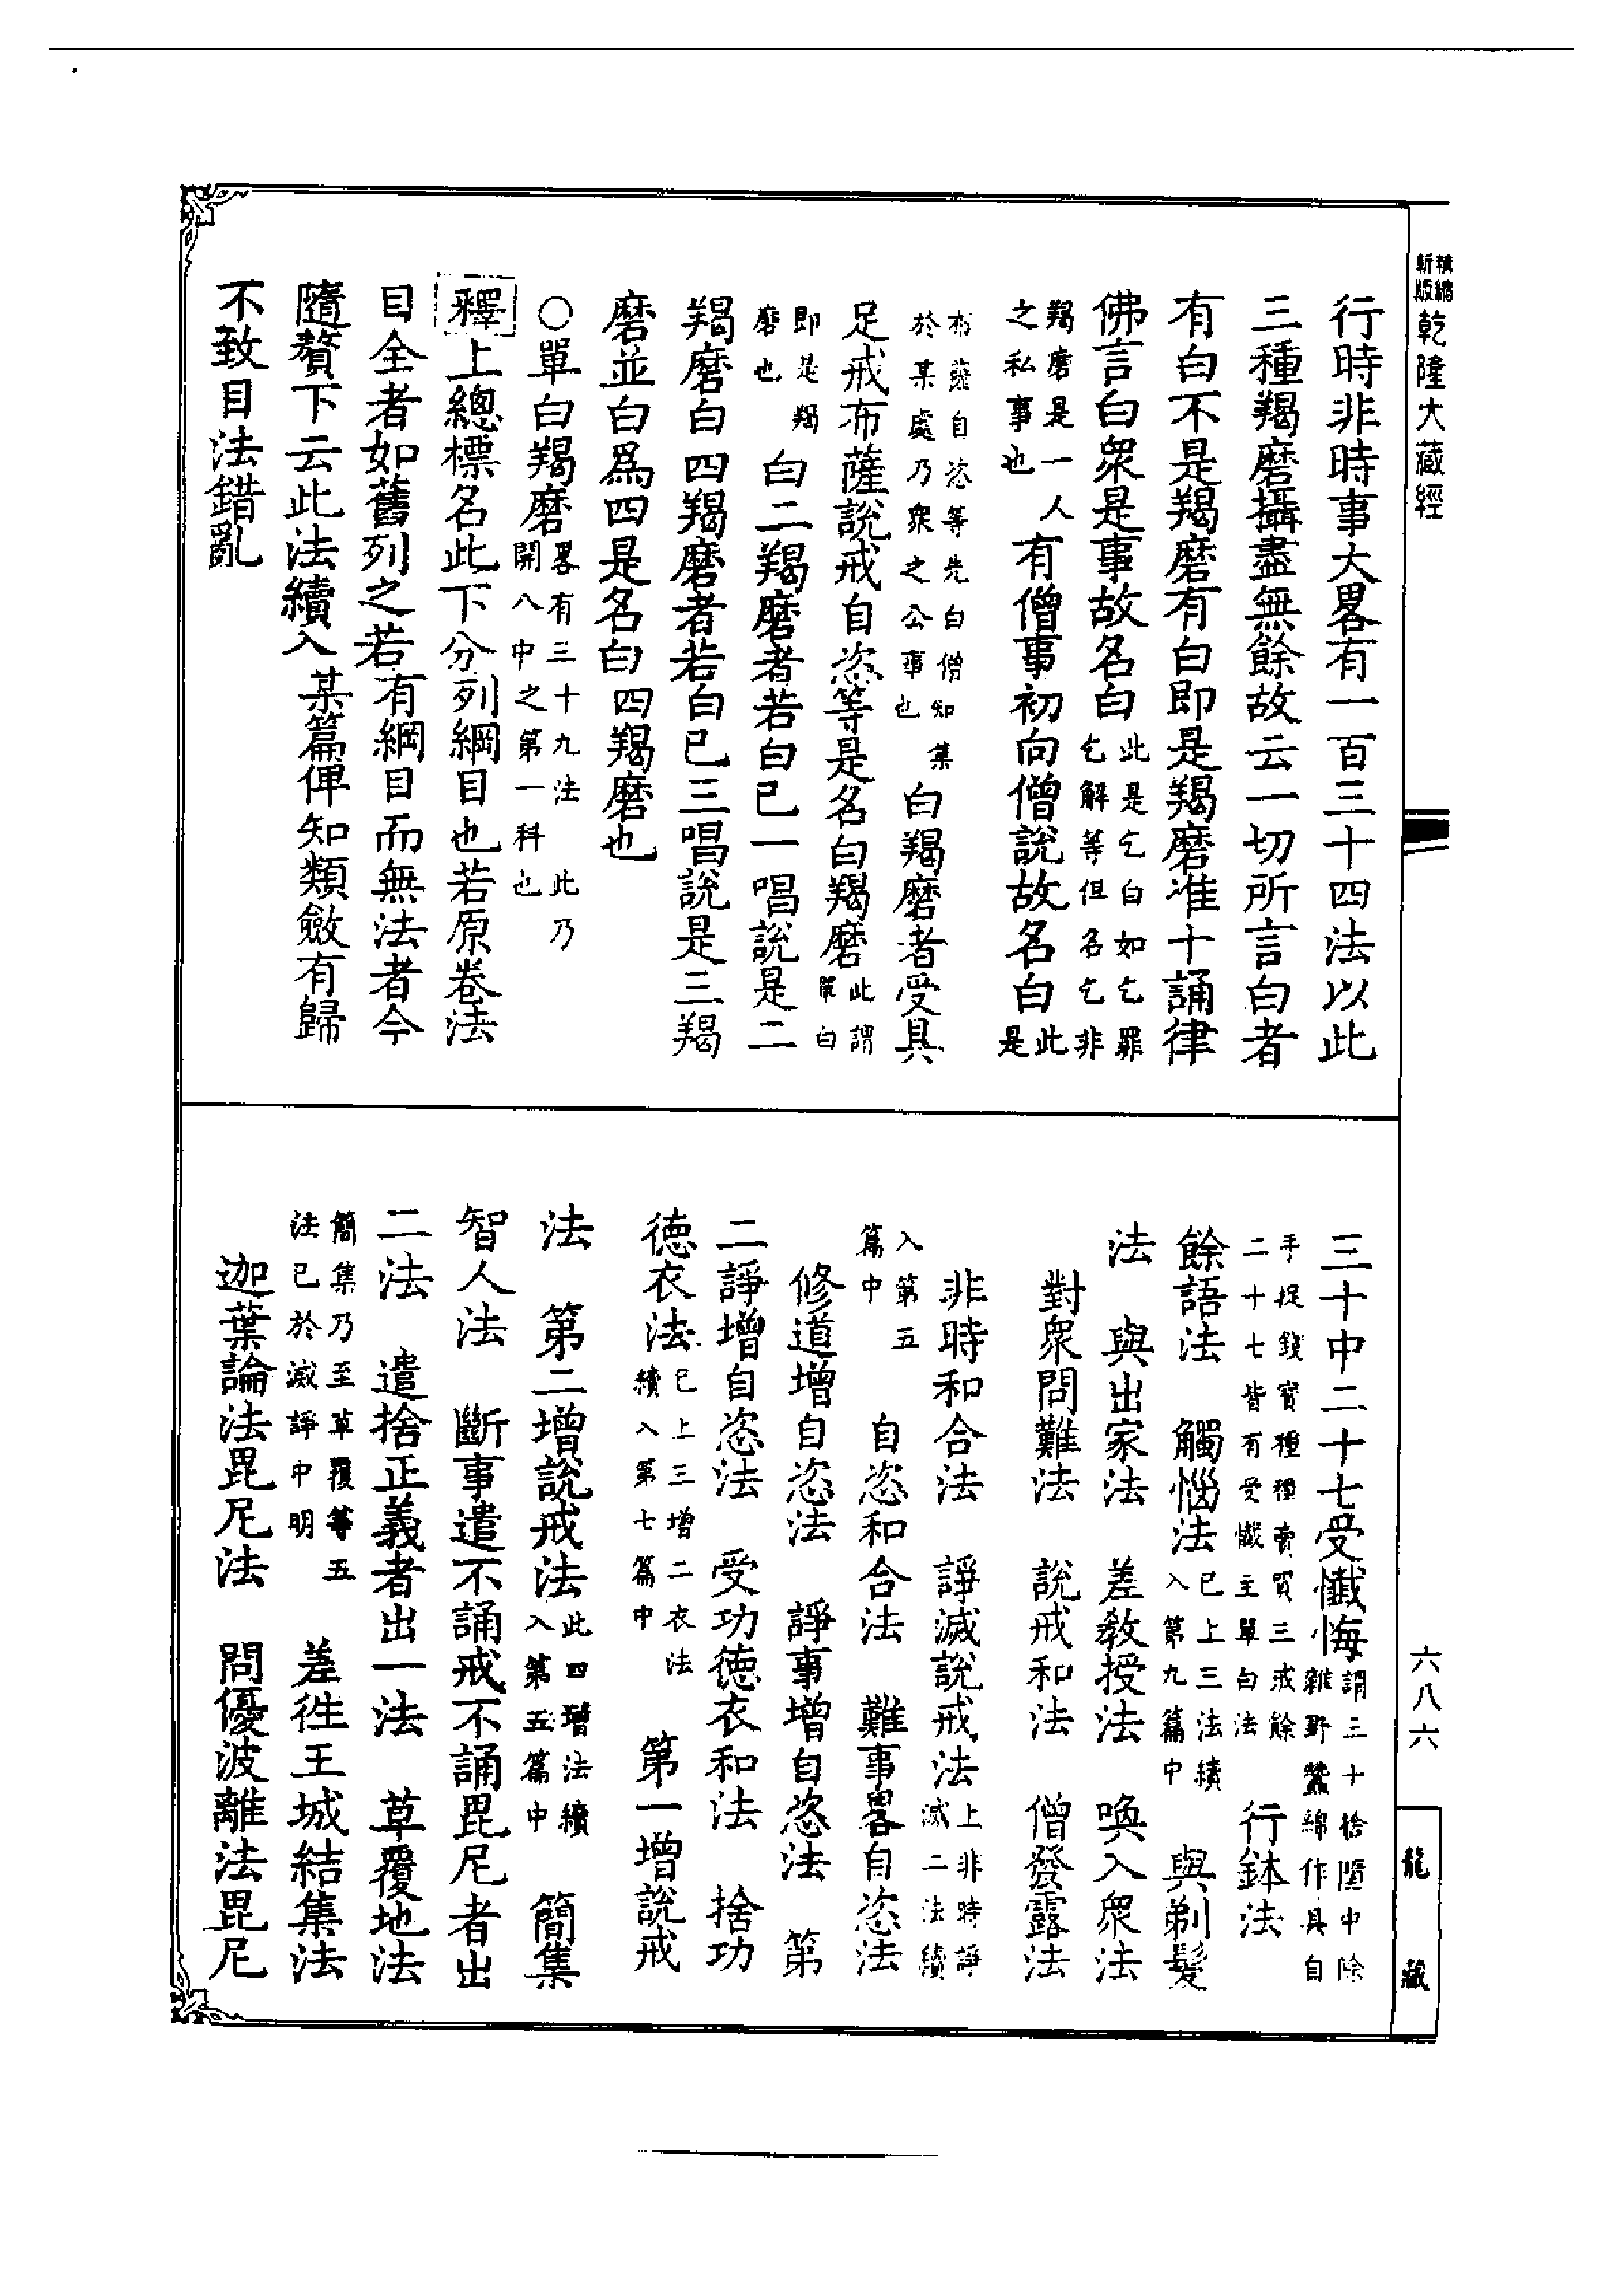 精縮
新版
乾隆大藏經
行時非時事大畧有一百三十四法以此
三種羯磨攝盡無餘故云一切所言白者
有白不是羯磨有白即是羯磨准十誦律
佛言白眾是事故名白此是乞白如乞罪乞解等但名乞非
羯磨是一人之私事也有僧事初向僧說故名白此是
布薩自恣等先白僧知集於某處乃眾之公事也白羯磨者受具
足戒布薩說戒自恣等是名白羯磨此謂單白
即是羯磨也白二羯磨者若白已一唱說是二
羯磨白四羯磨者若白已三唱說是三羯
磨並白爲四是名白四羯磨也
○單白羯磨畧有三十九法此乃開八中之第一科也
釋上總標名此下分列綱目也若原卷法
目全者如舊列之若有綱目而無法者今
隨贅下云此法續入某篇俾知類斂有歸
不致目法錯亂
三十中二十七受懺悔謂三十捨墮中除雜野蠶綿作具自
手捉錢寶種種賣買三戒餘二十七皆有受懺主單白法行鉢法
餘語法　觸惱法已上三法續入第九篇中　與剃髮
法　與出家法　差教授法　喚入眾法
對眾問難法　說戒和法　僧發露法
非時和合法　諍滅說戒法上非時諍滅二法續
入第五篇中　自恣和合法　難事畧自恣法
修道增自恣法　諍事增自恣法　第
二諍增自恣法　受功德衣和法　捨功
德衣法已上三增二衣法續入第七篇中　第一增說戒
法　第二增說戒法此四增法續入第五篇中　簡集
智人法　斷事遣不誦戒不誦毘尼者出
二法　遣捨正義者出一法　草覆地法
簡集乃至草覆等五法已於滅諍中明　差徃王城結集法
迦葉論法毘尼法　問優波離法毘尼
六八六
龍藏